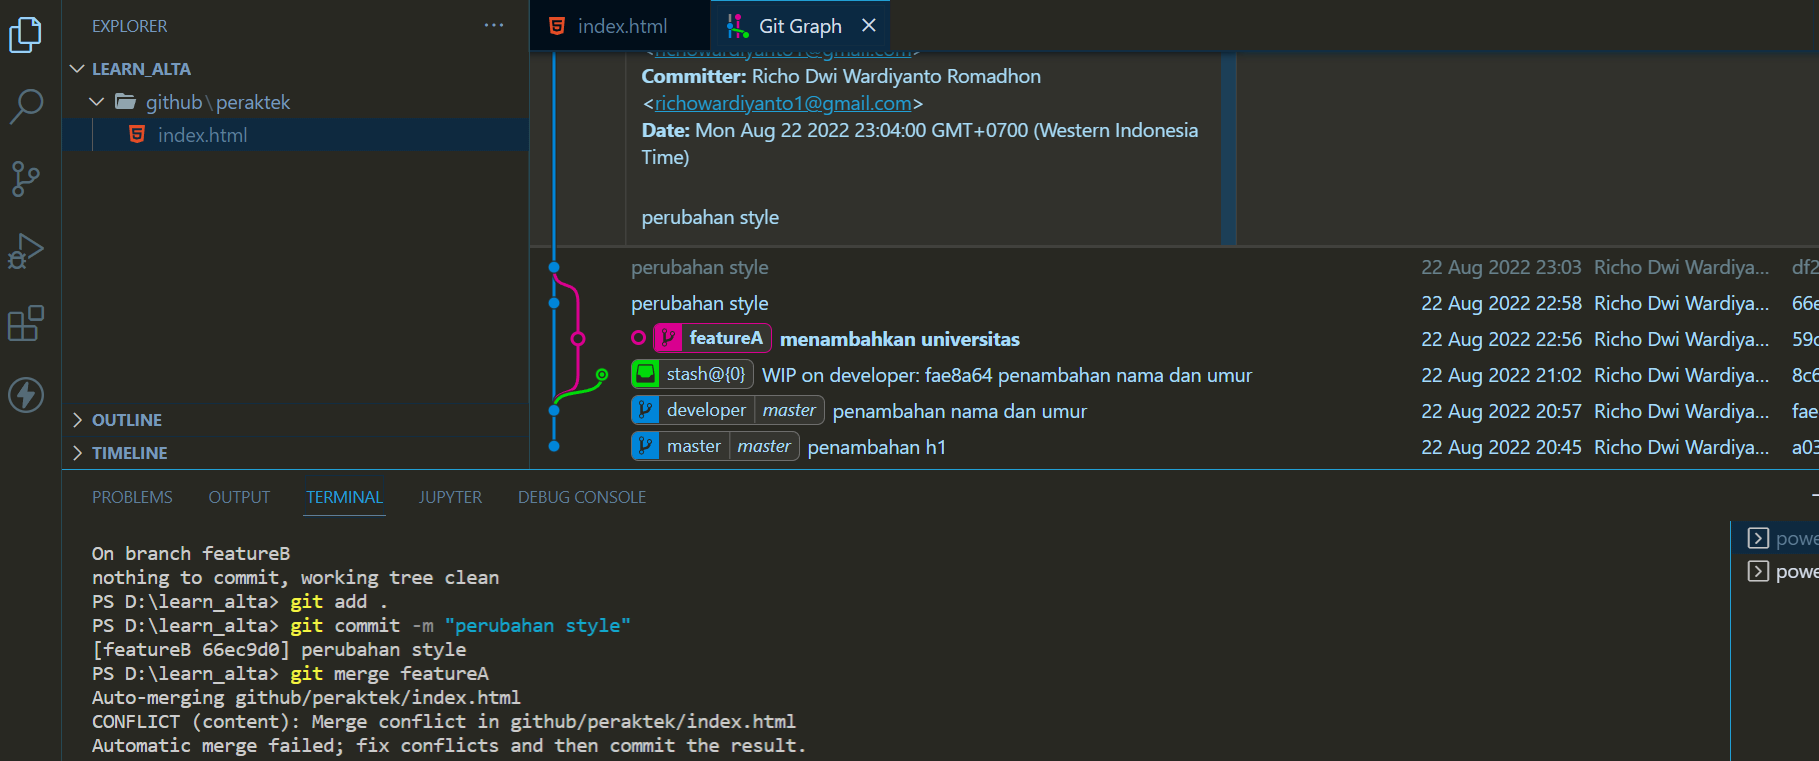 EXPLORER
LEARN_ALTA
github\peraktek
index.html
OUTLINE
TIMELINE
index.html
Git Graph
<richowardiyanto1@gmail.com>
Committer: Richo Dwi Wardiyanto Romadhon
<richowardiyanto1@gmail.com>
Date: Mon Aug 22 2022 23:04:00 GMT+0700 (Western Indonesia
Time)
perubahan style
perubahan style 22 Aug 2022 23:03 Richo Dwi Wardiya... df2
perubahan style 22 Aug 2022 22:58 Richo Dwi Wardiya... 66e
featureA menambahkan universitas 22 Aug 2022 22:56 Richo Dwi Wardiya... 59c
stash@{0} WIP on developer: fae8a64 penambahan nama dan umur 22 Aug 2022 21:02 Richo Dwi Wardiya... 8c6
developer master penambahan nama dan umur 22 Aug 2022 20:57 Richo Dwi Wardiya... fae
master master penambahan h1 22 Aug 2022 20:45 Richo Dwi Wardiya... a03
PROBLEMS OUTPUT TERMINAL JUPYTER DEBUG CONSOLE
On branch featureB
nothing to commit, working tree clean
PS D:\learn_alta> git add .
PS D:\learn_alta> git commit -m "perubahan style"
[featureB 66ec9d0] perubahan style
PS D:\learn_alta> git merge featureA
Auto-merging github/peraktek/index.html
CONFLICT (content): Merge conflict in github/peraktek/index.html
Automatic merge failed; fix conflicts and then commit the result.
powe
powe